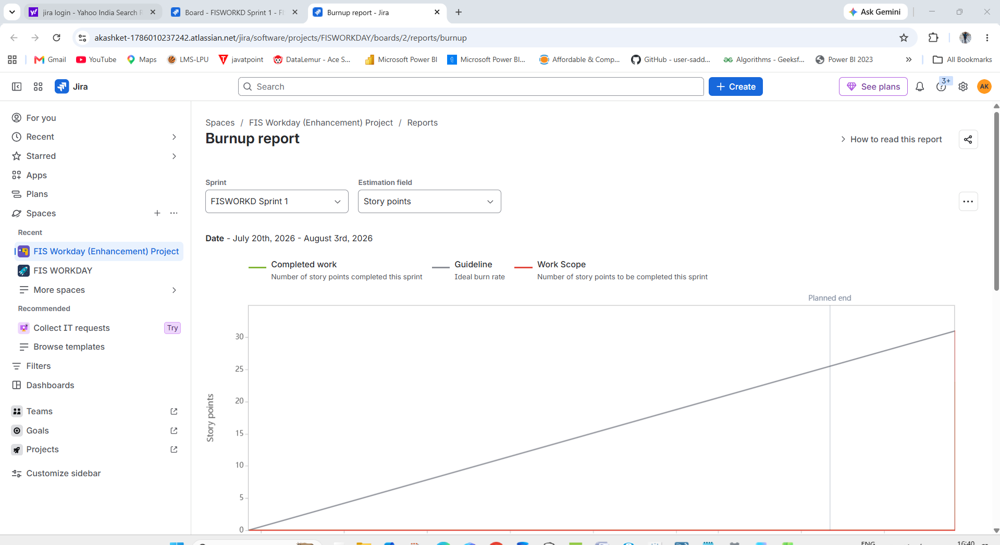 jira login - Yahoo India Search R
Board - FISWORKD Sprint 1 - FI
Burnup report - Jira
Ask Gemini
akashket-1786010237242.atlassian.net/jira/software/projects/FISWORKDAY/boards/2/reports/burnup
Gmail
YouTube
Maps
LMS-LPU
javatpoint
DataLemur - Ace S...
Microsoft Power BI
Microsoft Power BI...
Affordable & Comp...
GitHub - user-sadd...
Algorithms - Geeksf...
Power BI 2023
All Bookmarks
Jira
Search
Create
See plans
3+
AK
For you
Recent
Starred
Apps
Plans
Spaces
Recent
FIS Workday (Enhancement) Project
FIS WORKDAY
More spaces
Recommended
Collect IT requests
Try
Browse templates
Filters
Dashboards
Teams
Goals
Projects
Customize sidebar
Spaces / FIS Workday (Enhancement) Project / Reports
Burnup report
How to read this report
Sprint
FISWORKD Sprint 1
Estimation field
Story points
Date - July 20th, 2026 - August 3rd, 2026
Completed work
Number of story points completed this sprint
Guideline
Ideal burn rate
Work Scope
Number of story points to be completed this sprint
Planned end
30
25
20
15
10
5
0
Story points
ENG
16:40